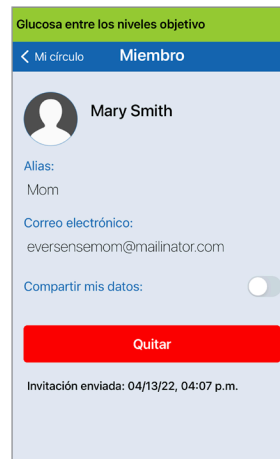 Glucosa entre los niveles objetivo
Mi círculo Miembro
Mary Smith
Alias:
Mom
Correo electrónico:
eversensemom@mailinator.com
Compartir mis datos:
Quitar
Invitación enviada: 04/13/22, 04:07 p.m.